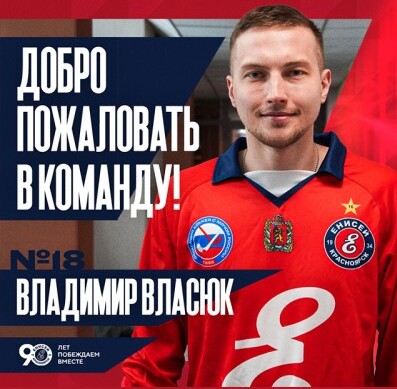 ДОБРО
ПОЖАЛОВАТЬ
В КОМАНДУ!
ЕНИСЕЙ
19 34
КРАСНОЯРСК
№18
ВЛАДИМИР ВЛАСЮК
90 ЛЕТ
ПОБЕЖДАЕМ
ВМЕСТЕ